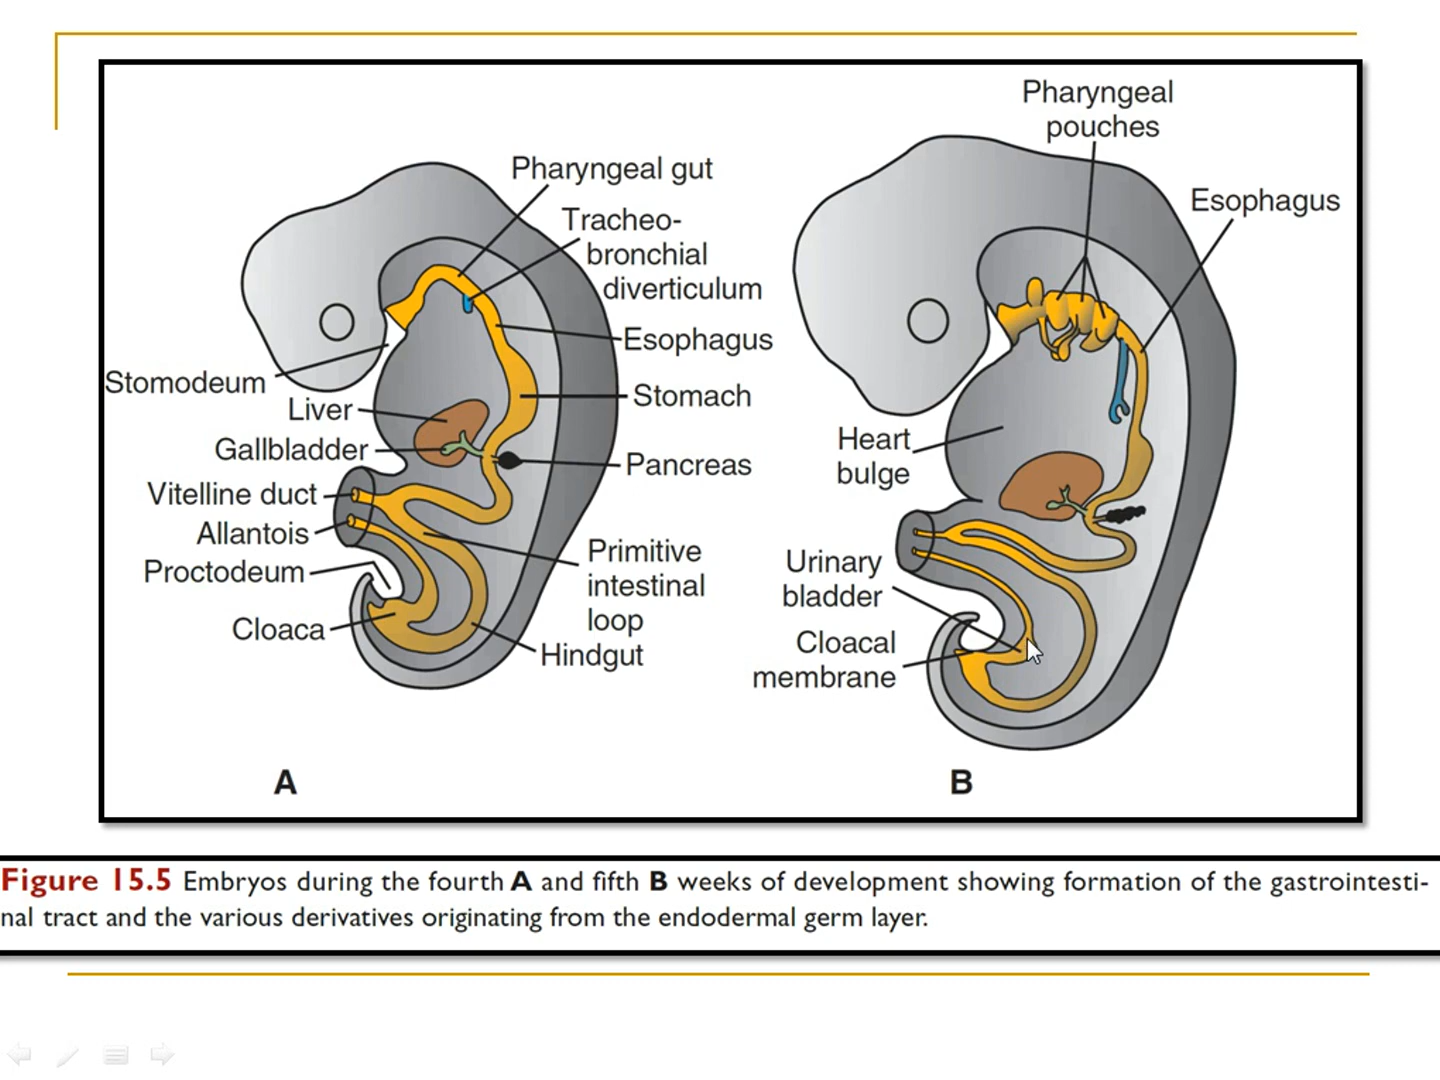 Pharyngeal gut
Tracheo-
bronchial
diverticulum
Esophagus
Stomodeum
Stomach
Liver
Gallbladder
Pancreas
Vitelline duct
Allantois
Proctodeum
Primitive
intestinal
loop
Cloaca
Hindgut
A
Pharyngeal
pouches
Esophagus
Heart
bulge
Urinary
bladder
Cloacal
membrane
B
Figure 15.5 Embryos during the fourth A and fifth B weeks of development showing formation of the gastrointesti-
nal tract and the various derivatives originating from the endodermal germ layer.